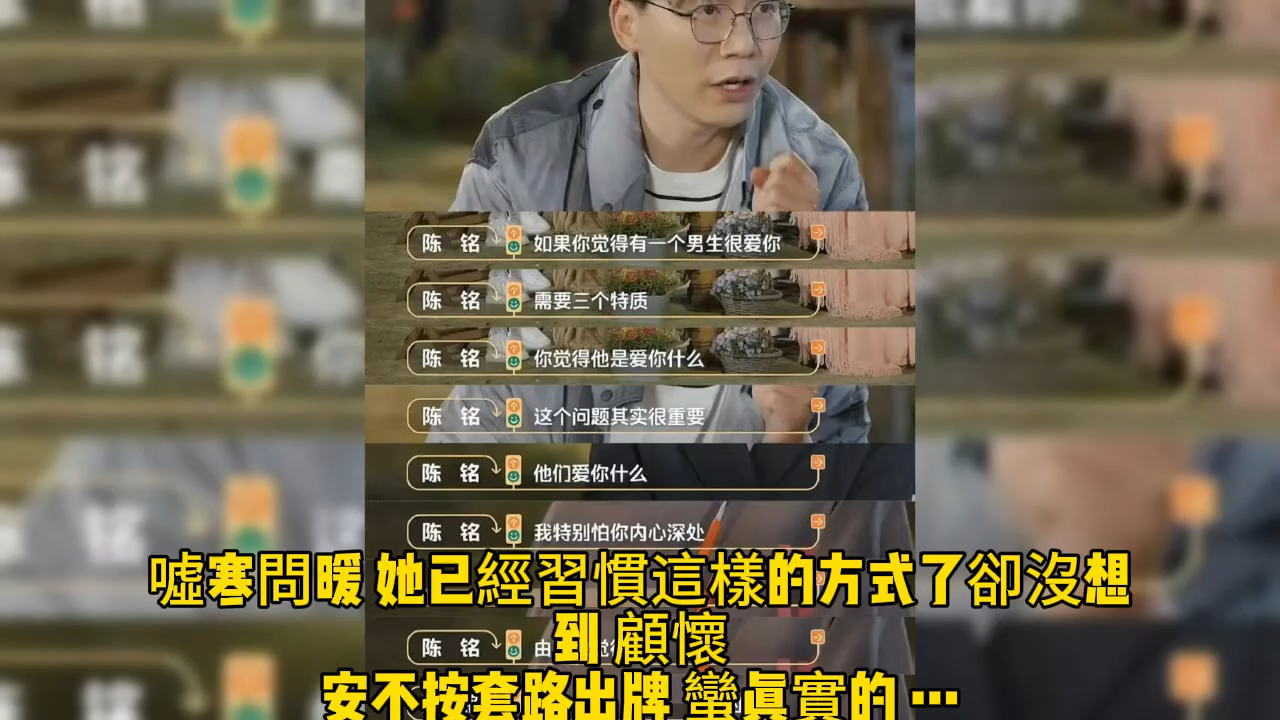 陈 铭 如果你觉得有一个男生很爱你
陈 铭 需要三个特质
陈 铭 你觉得他是爱你什么
陈 铭 这个问题其实很重要
陈 铭 他们爱你什么
陈 铭 我特别怕你内心深处
噓寒問暖 她已經習慣這樣的方式了卻沒想
到 顧懷
陈 铭 由
安不按套路出牌 蠻真實的 ⋯